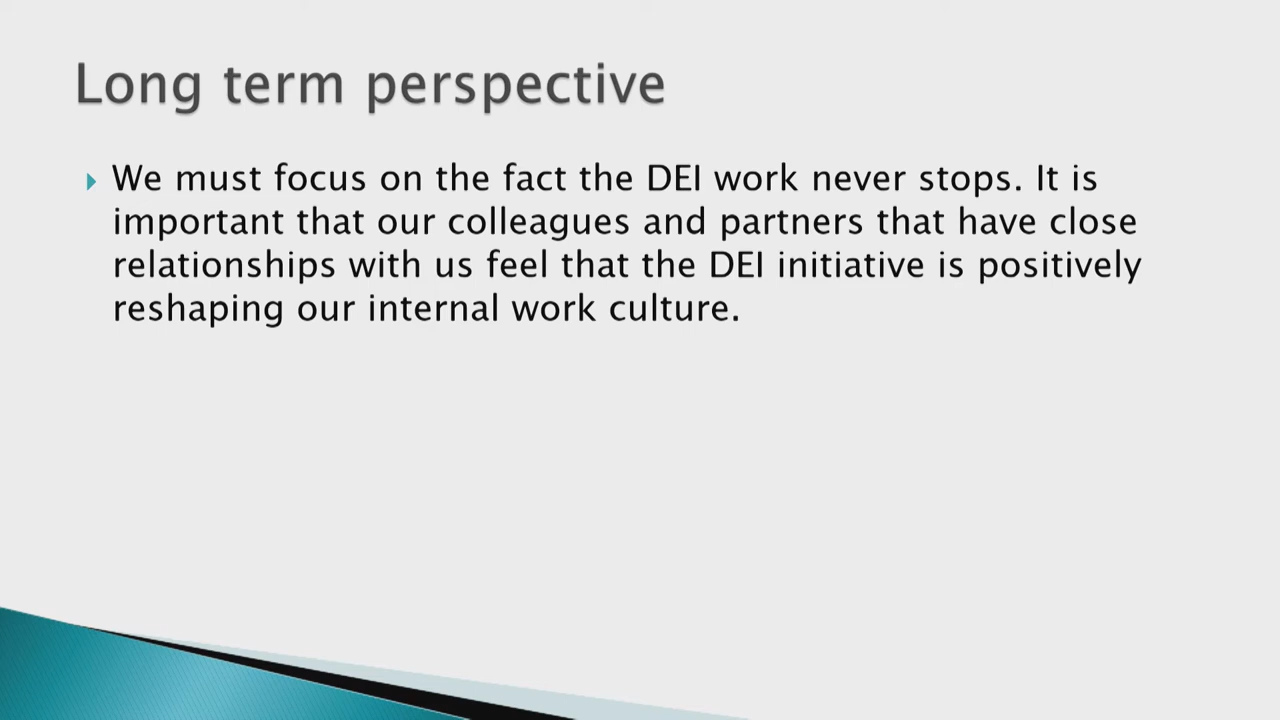 Long term perspective
We must focus on the fact the DEI work never stops. It is
important that our colleagues and partners that have close
relationships with us feel that the DEI initiative is positively
reshaping our internal work culture.